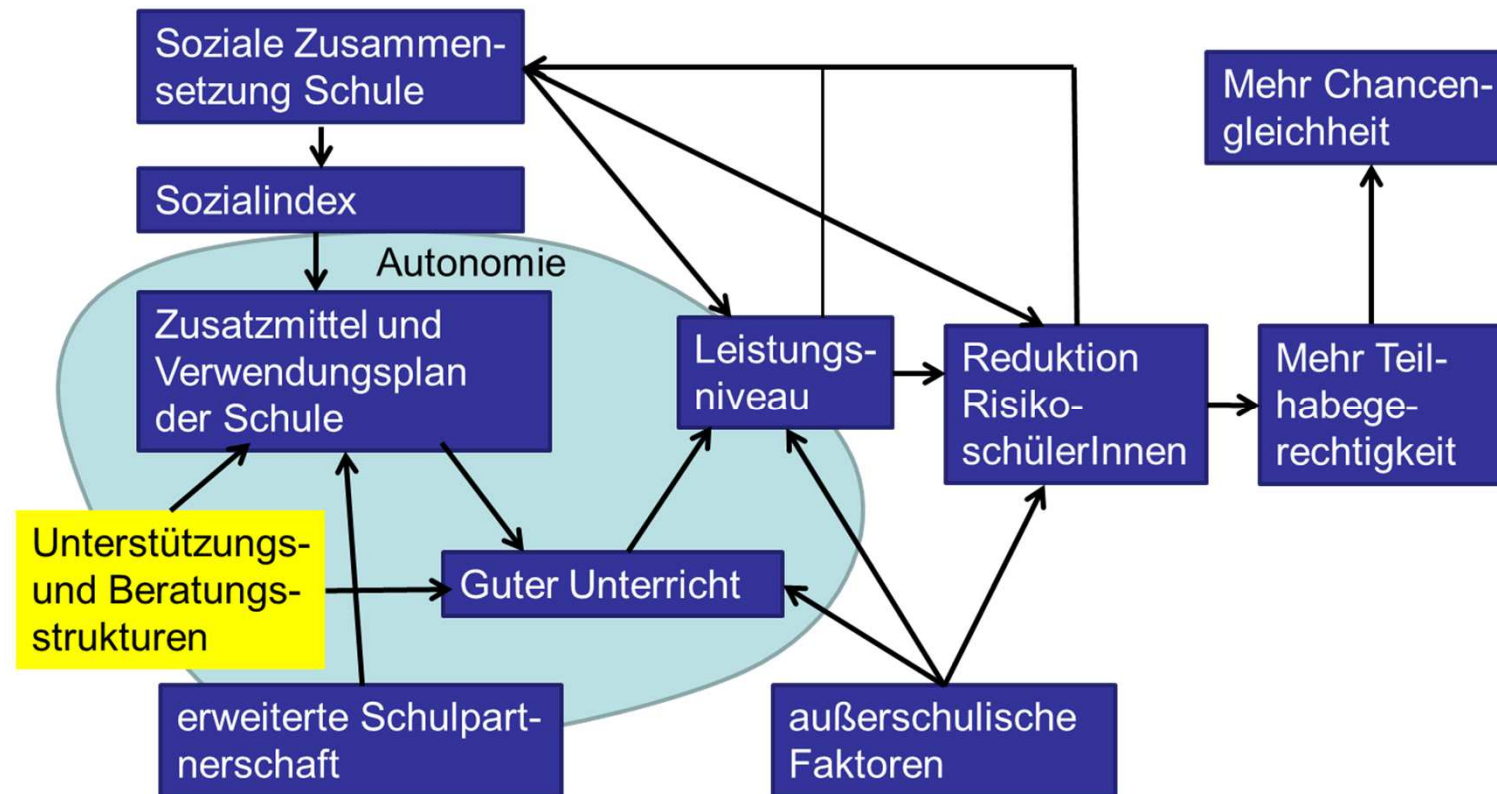 Soziale Zusammen-
setzung Schule
Mehr Chancen-
gleichheit
Sozialindex
Autonomie
Zusatzmittel und
Verwendungsplan
der Schule
Leistungs-
niveau
Reduktion
Risiko-
schülerInnen
Mehr Teil-
habege-
rechtigkeit
Unterstützungs-
und Beratungs-
strukturen
Guter Unterricht
erweiterte Schulpart-
nerschaft
außerschulische
Faktoren